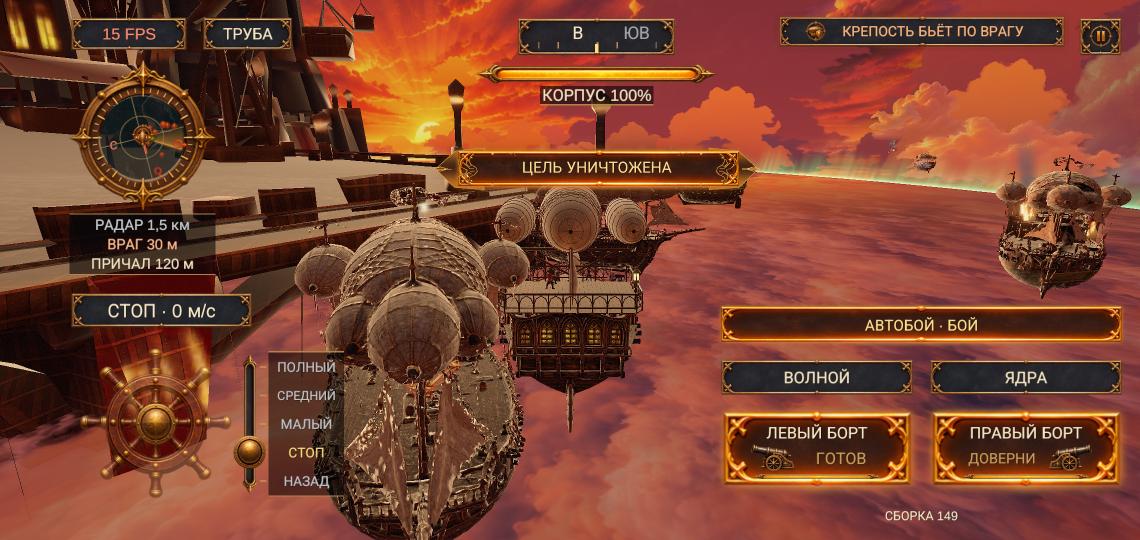 15 FPS
ТРУБА
В
ЮВ
КРЕПОСТЬ БЬЁТ ПО ВРАГУ
КОРПУС 100%
ЦЕЛЬ УНИЧТОЖЕНА
С
РАДАР 1,5 км
ВРАГ 30 м
ПРИЧАЛ 120 м
СТОП · 0 м/с
ПОЛНЫЙ
СРЕДНИЙ
МАЛЫЙ
СТОП
НАЗАД
АВТОБОЙ · БОЙ
ВОЛНОЙ
ЯДРА
ЛЕВЫЙ БОРТ
ГОТОВ
ПРАВЫЙ БОРТ
ДОВЕРНИ
СБОРКА 149